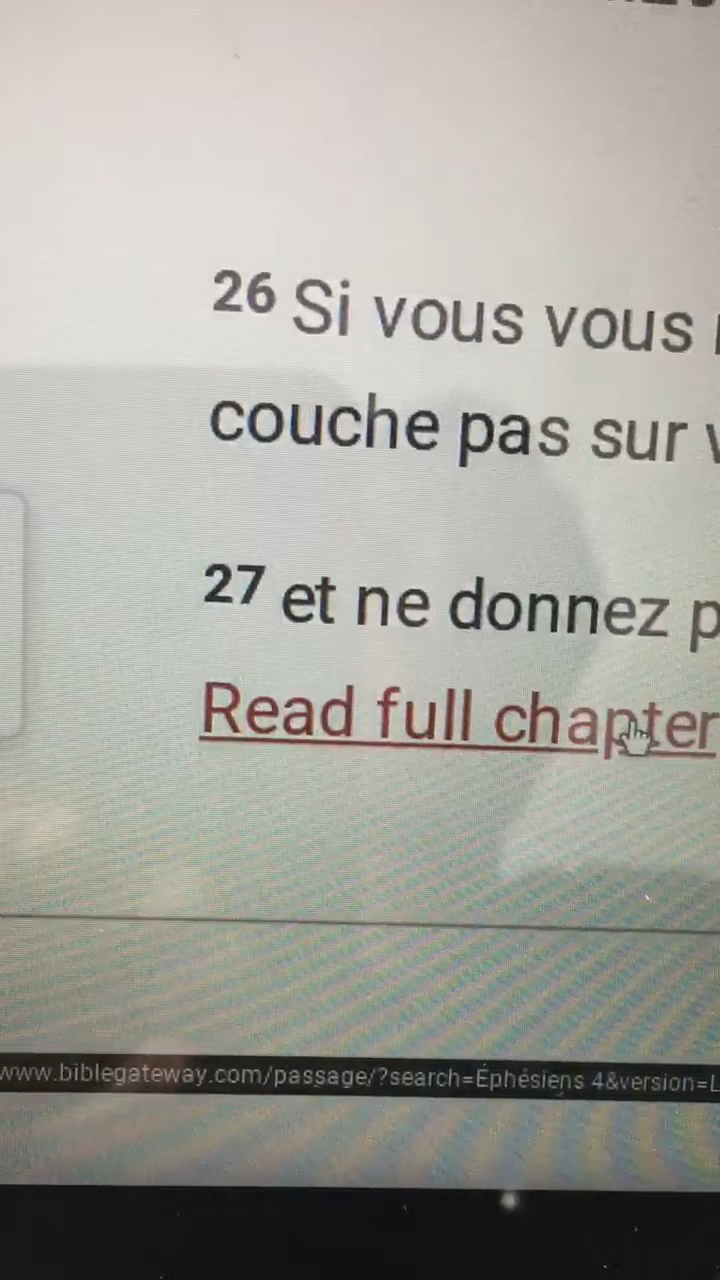 26 Si vous vous
couche pas sur
27 et ne donnez
Read full chapter
www.biblegateway.com/passage/?search=Éphésiens 4&version=L